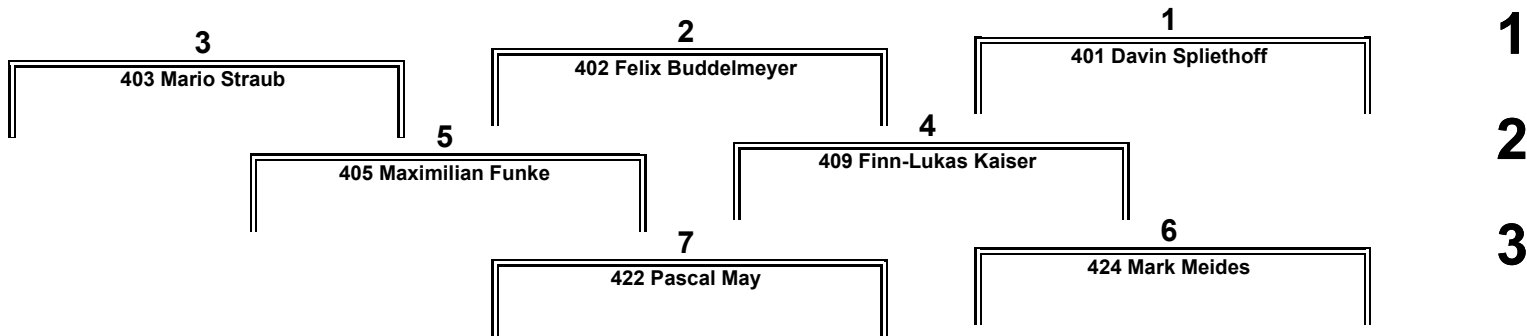 3
403 Mario Straub
2
402 Felix Buddelmeyer
1
401 Davin Spliethoff
1
5
405 Maximilian Funke
4
409 Finn-Lukas Kaiser
2
7
422 Pascal May
6
424 Mark Meides
3